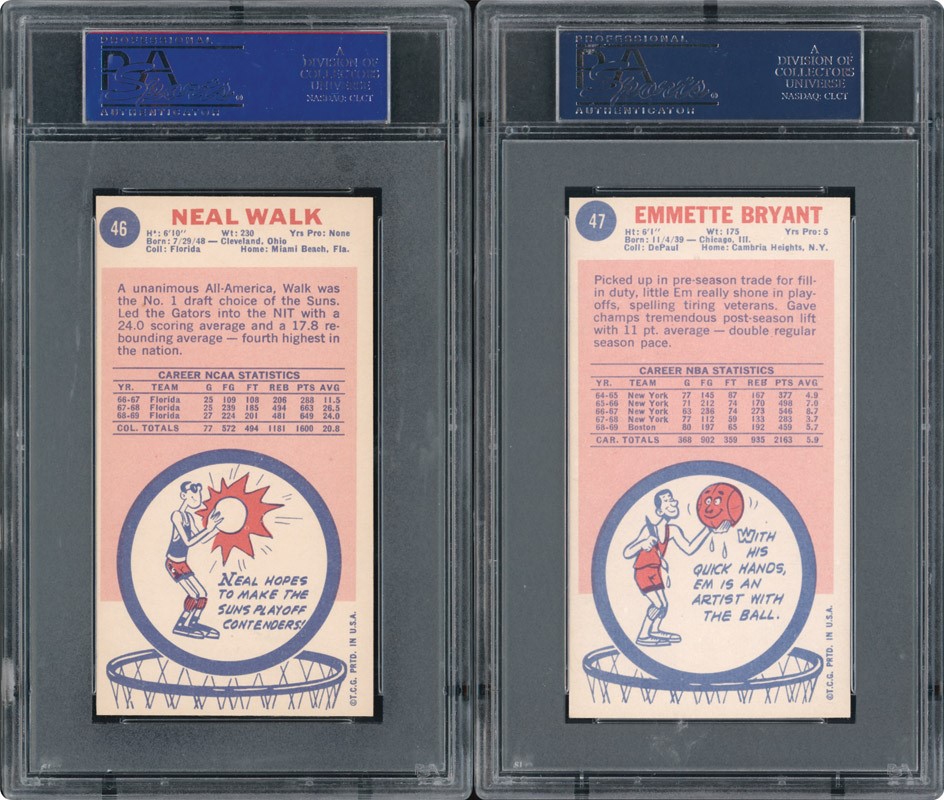 PROFESSIONAL
PSA
Sports
AUTHENTICATOR
A
DIVISION OF
COLLECTORS
UNIVERSE
NASDAQ: CLCT
46
NEAL WALK
H': 6'10" Wt: 230 Yrs Pro: None
Born: 7/29/48 — Cleveland, Ohio
Coll: Florida Home: Miami Beach, Fla.
A unanimous All-America, Walk was
the No. 1 draft choice of the Suns.
Led the Gators into the NIT with a
24.0 scoring average and a 17.8 re-
bounding average — fourth highest in
the nation.
CAREER NCAA STATISTICS
YR. TEAM G FG FT REB PTS AVG
66-67 Florida 25 109 108 206 288 11.5
67-68 Florida 25 239 185 494 663 26.5
68-69 Florida 27 224 201 481 649 24.0
COL. TOTALS 77 572 494 1181 1600 20.8
NEAL HOPES
TO MAKE THE
SUNS PLAYOFF
CONTENDERS!
©T.C.G. PRTD. IN U.S.A.
PROFESSIONAL
PSA
Sports
AUTHENTICATOR
A
DIVISION OF
COLLECTORS
UNIVERSE
NASDAQ: CLCT
47
EMMETTE BRYANT
Ht: 6'1" Wt: 175 Yrs Pro: 5
Born: 11/4/39 — Chicago, Ill.
Coll: DePaul Home: Cambria Heights, N.Y.
Picked up in pre-season trade for fill-
in duty, little Em really shone in play-
offs, spelling tiring veterans. Gave
champs tremendous post-season lift
with 11 pt. average — double regular
season pace.
CAREER NBA STATISTICS
YR. TEAM G FG FT REB PTS AVG
64-65 New York 77 145 87 167 377 4.9
65-66 New York 71 212 74 170 498 7.0
66-67 New York 63 236 74 273 546 8.7
67-68 New York 77 112 59 133 283 3.7
68-69 Boston 80 197 65 192 459 5.7
CAR. TOTALS 368 902 359 935 2163 5.9
WITH
HIS
QUICK HANDS,
EM IS AN
ARTIST WITH
THE BALL.
©T.C.G. PRTD. IN U.S.A.